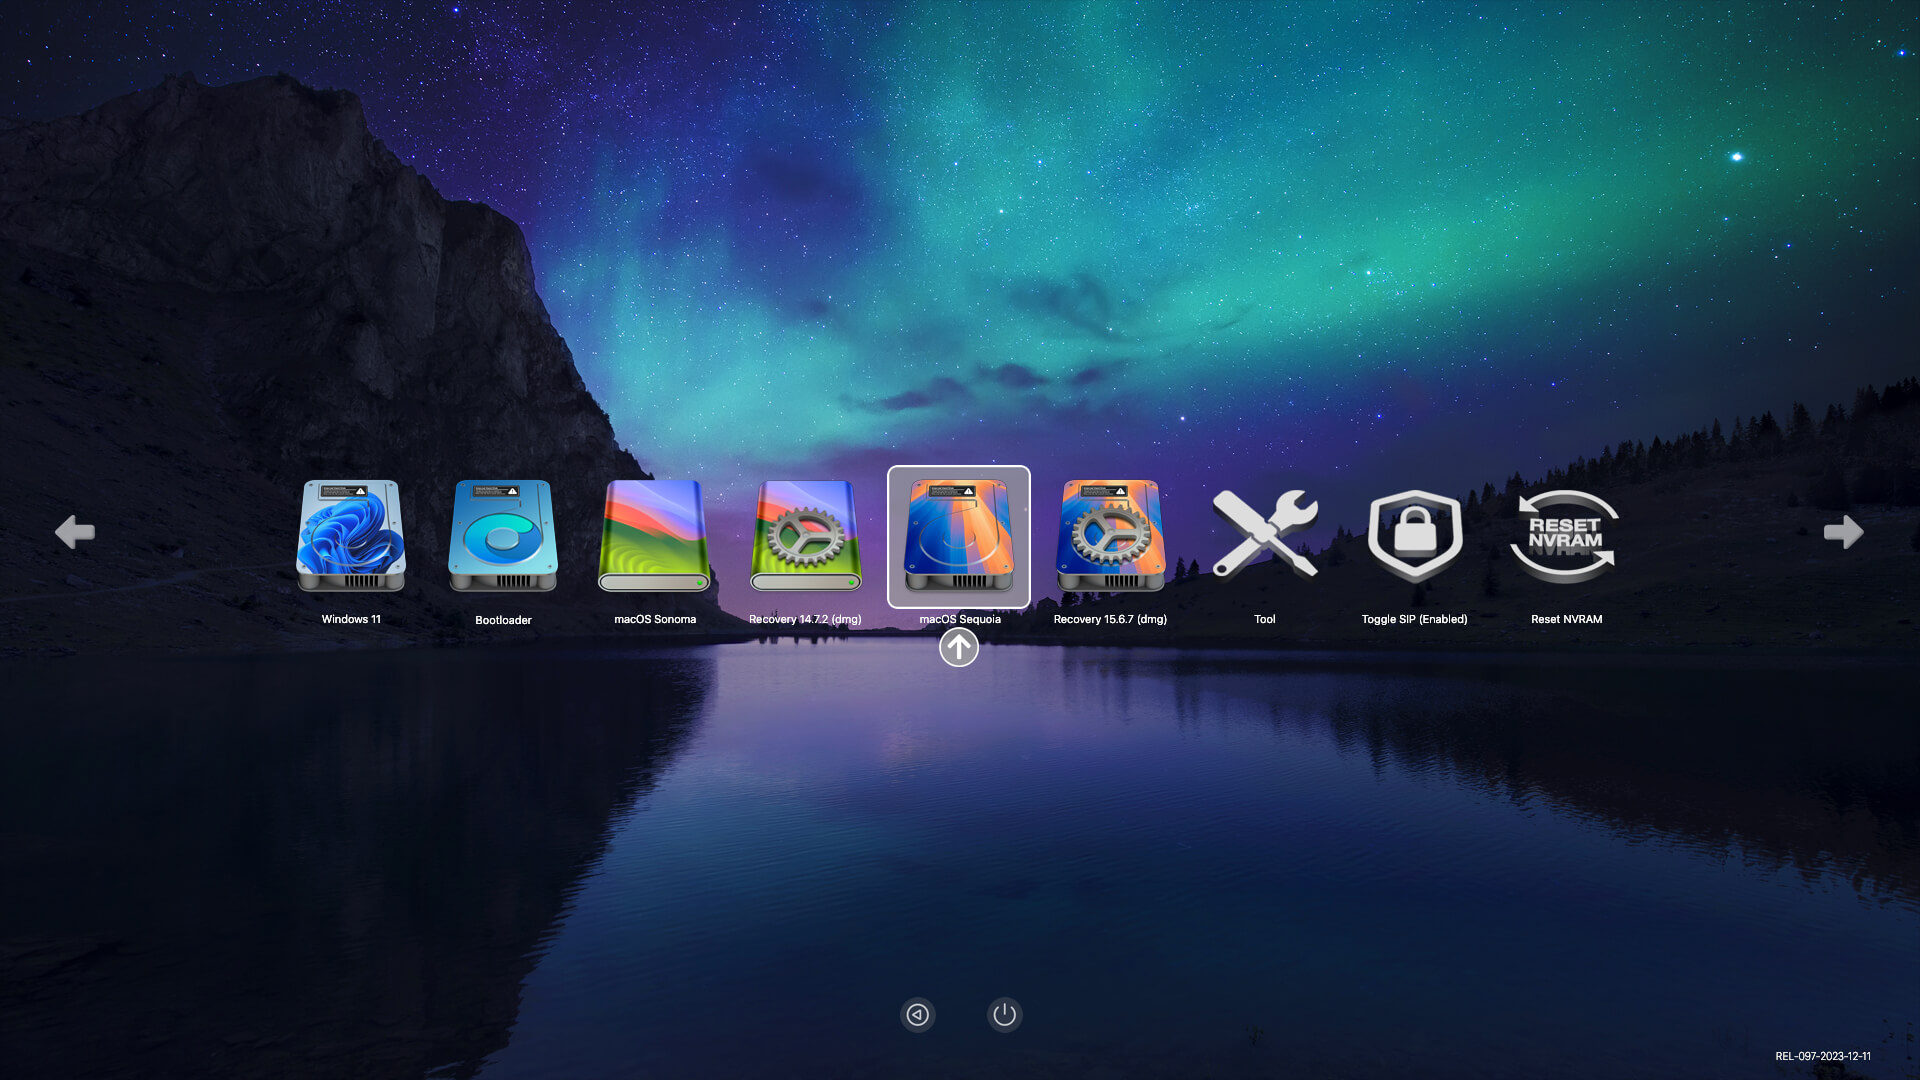 Windows 11
Bootloader
macOS Sonoma
Recovery 14.7.2 (dmg)
macOS Sequoia
Recovery 15.6.7 (dmg)
Tool
Toggle SIP (Enabled)
RESET
NVRAM
Reset NVRAM
REL-097-2023-12-11